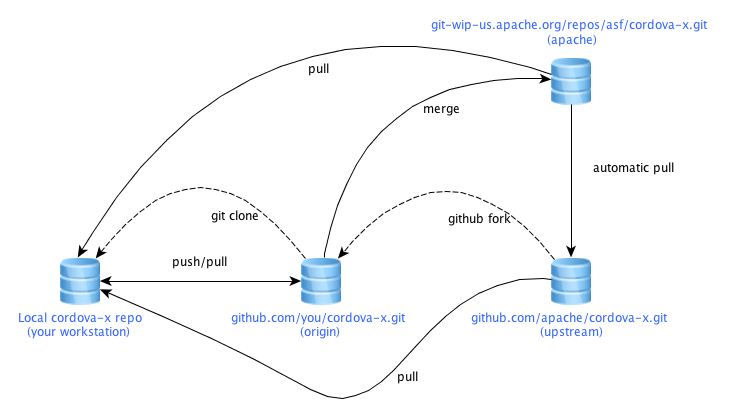 git-wip-us.apache.org/repos/asf/cordova-x.git
(apache)
pull
merge
automatic pull
git clone
github fork
push/pull
Local cordova-x repo
(your workstation)
github.com/you/cordova-x.git
(origin)
github.com/apache/cordova-x.git
(upstream)
pull